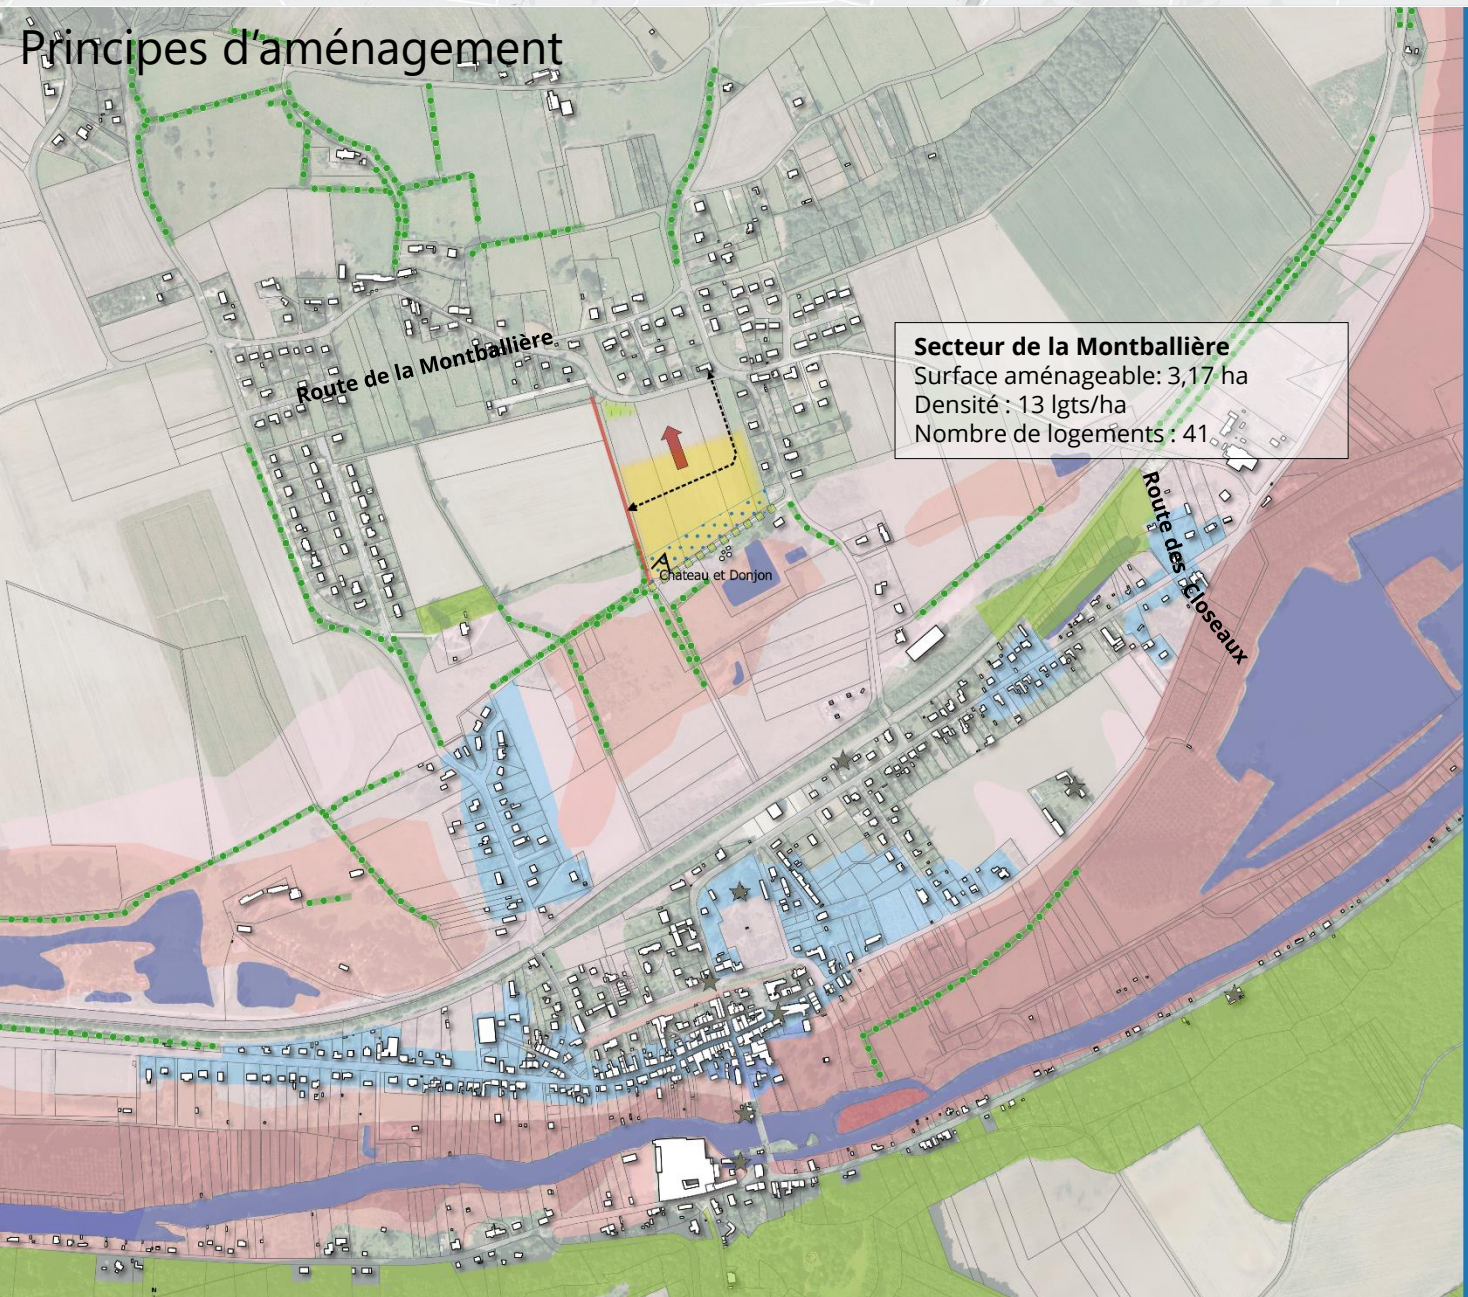 Principes d'aménagement
Route de la Montballière
Secteur de la Montballière
Surface aménageable: 3,17 ha
Densité : 13 lgts/ha
Nombre de logements : 41
Route des Closeaux
Chateau et Donjon
N